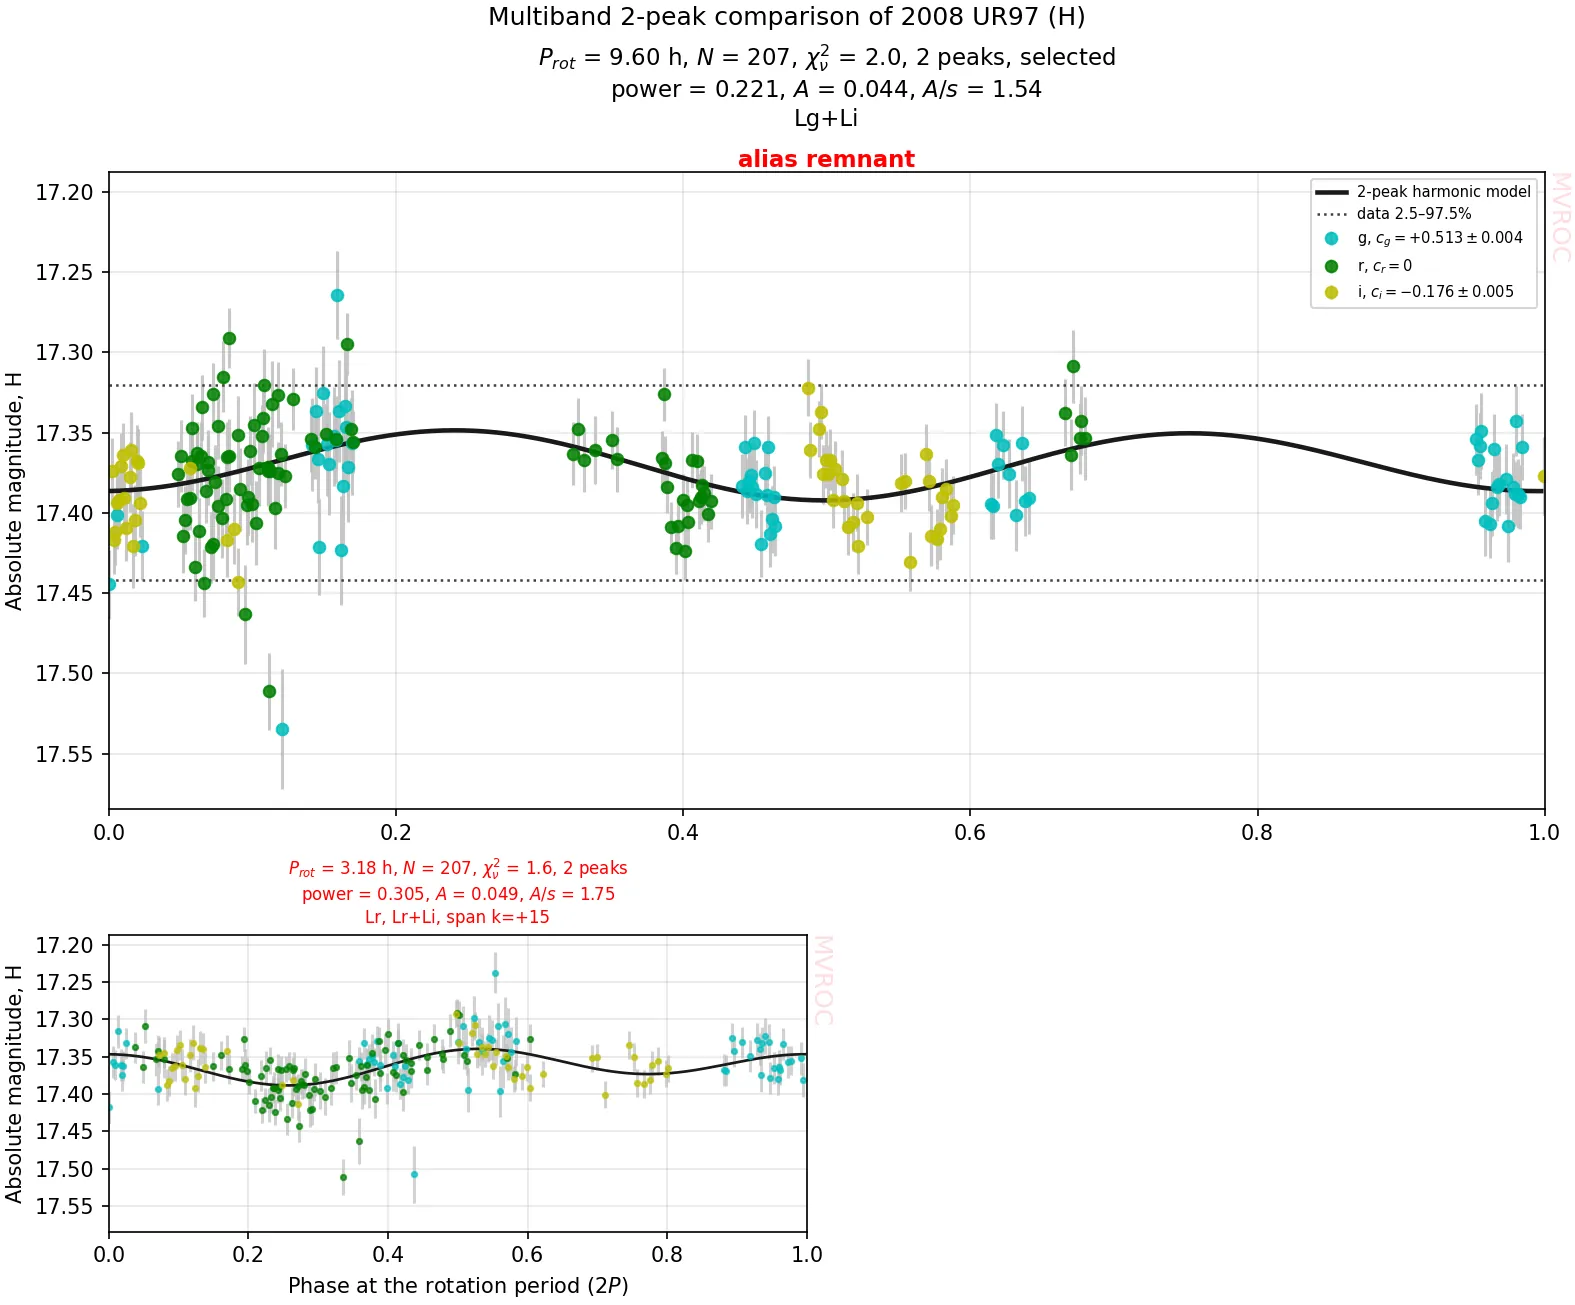 Multiband 2-peak comparison of 2008 UR97 (H)
P_rot = 9.60 h, N = 207, χ²_ν = 2.0, 2 peaks, selected
power = 0.221, A = 0.044, A/s = 1.54
Lg+Li
alias remnant
17.20
17.25
17.30
17.35
17.40
17.45
17.50
17.55
Absolute magnitude, H
2-peak harmonic model
data 2.5–97.5%
g, c_g = +0.513 ± 0.004
r, c_r = 0
i, c_i = −0.176 ± 0.005
MVROC
0.0 0.2 0.4 0.6 0.8 1.0
P_rot = 3.18 h, N = 207, χ²_ν = 1.6, 2 peaks
power = 0.305, A = 0.049, A/s = 1.75
Lr, Lr+Li, span k=+15
17.20
17.25
17.30
17.35
17.40
17.45
17.50
17.55
Absolute magnitude, H
MVROC
0.0 0.2 0.4 0.6 0.8 1.0
Phase at the rotation period (2P)